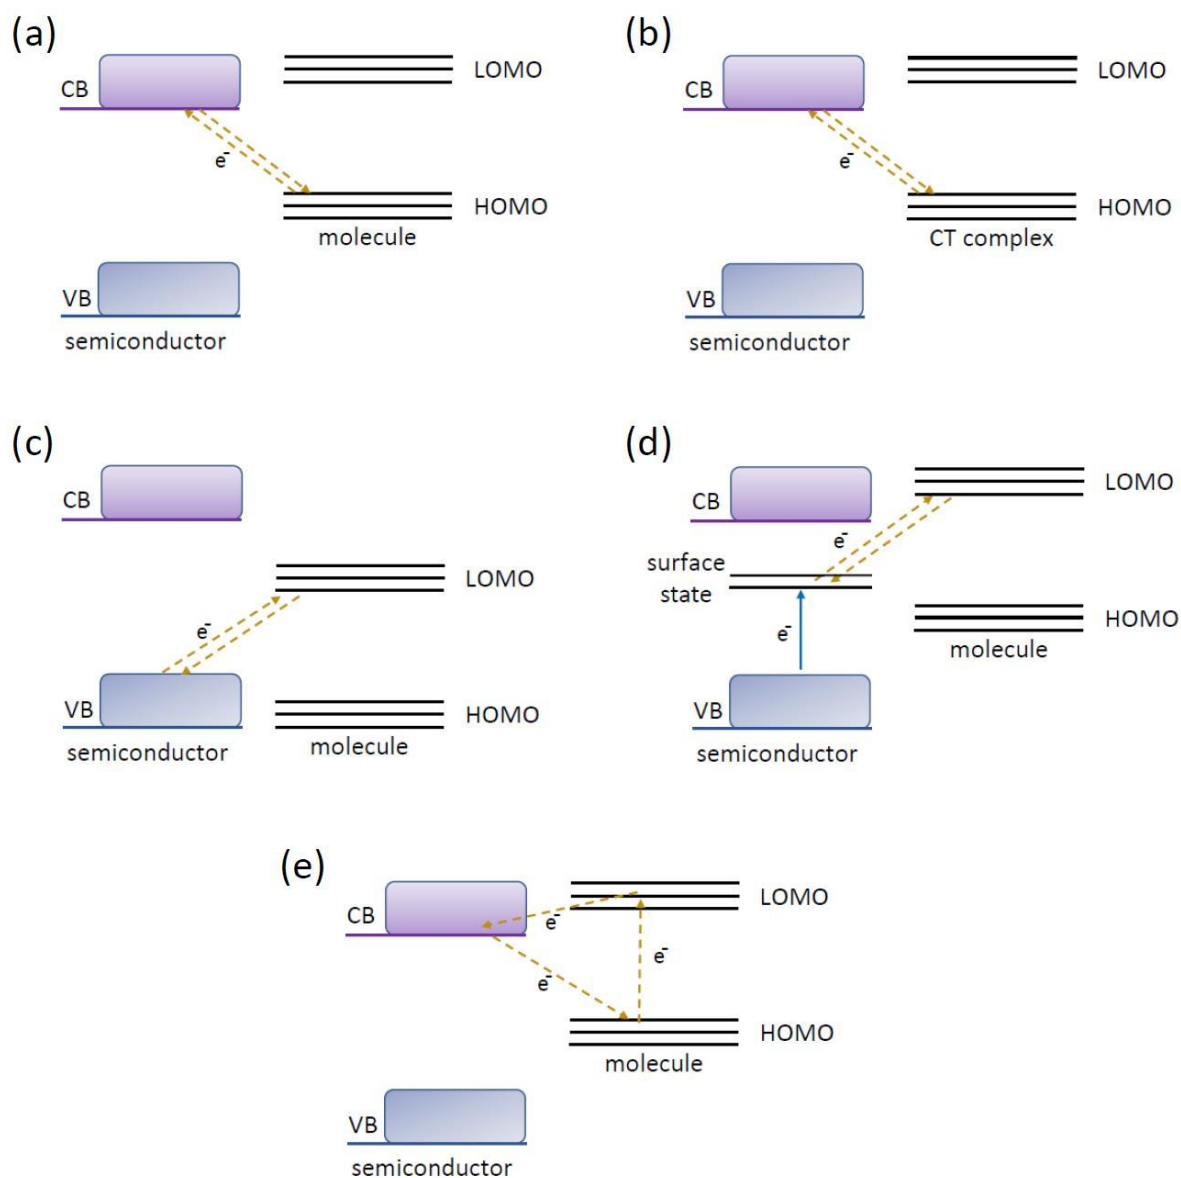 (a)
CB
LOMO
e⁻
HOMO
molecule
VB
semiconductor
(b)
CB
LOMO
e⁻
HOMO
CT complex
VB
semiconductor
(c)
CB
LOMO
e⁻
VB
HOMO
semiconductor
molecule
(d)
CB
LOMO
e⁻
surface
state
HOMO
e⁻
molecule
VB
semiconductor
(e)
CB
LOMO
e⁻
e⁻
e⁻
HOMO
molecule
VB
semiconductor